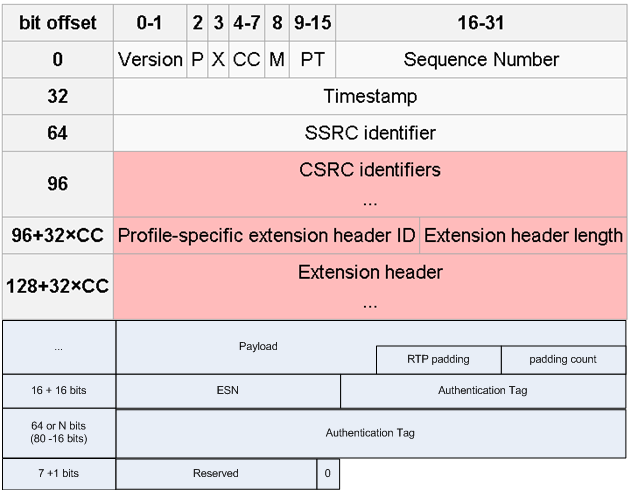 bit offset 0-1 2 3 4-7 8 9-15 16-31
0 Version P X CC M PT Sequence Number
32 Timestamp
64 SSRC identifier
96 CSRC identifiers
...
96+32×CC Profile-specific extension header ID Extension header length
128+32×CC Extension header
...
... Payload
RTP padding padding count
16 + 16 bits ESN Authentication Tag
64 or N bits
(80 -16 bits) Authentication Tag
7 +1 bits Reserved 0